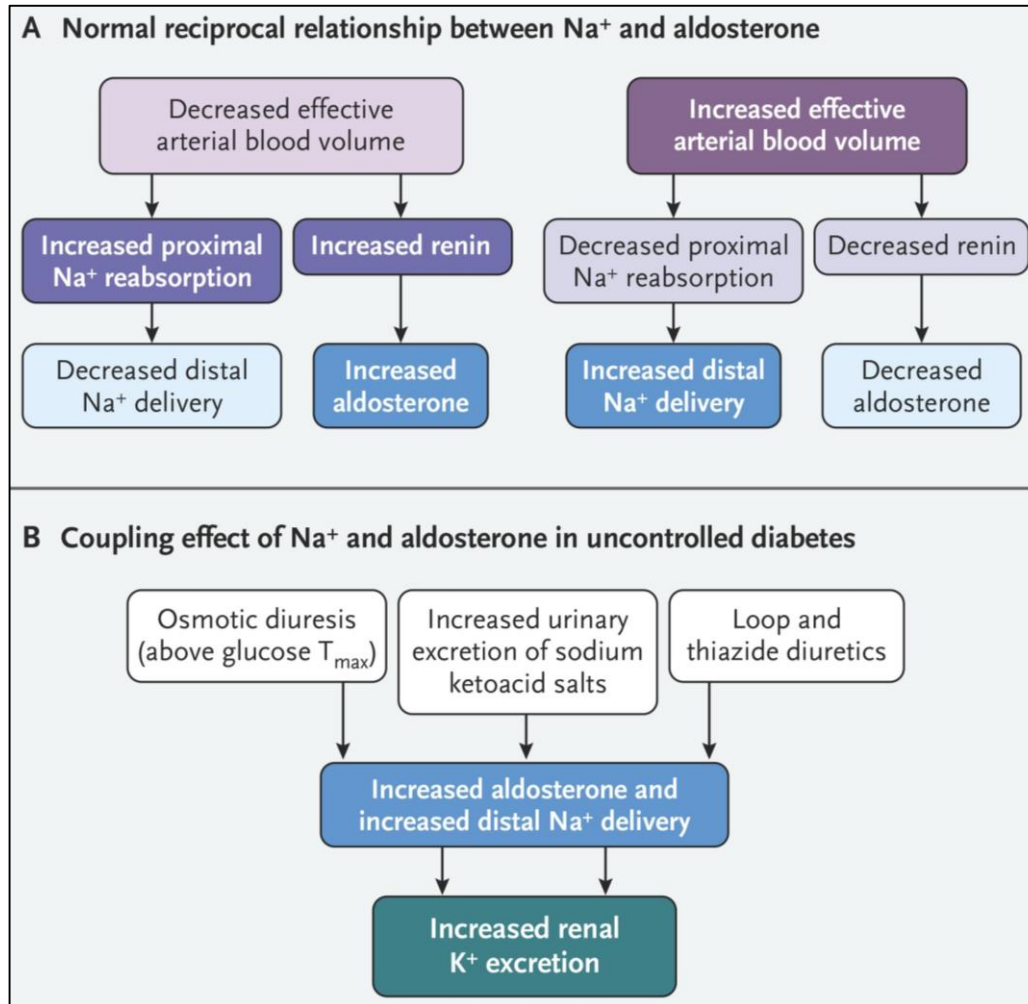 A Normal reciprocal relationship between Na⁺ and aldosterone
Decreased effective
arterial blood volume
Increased effective
arterial blood volume
Increased proximal
Na⁺ reabsorption
Increased renin
Decreased proximal
Na⁺ reabsorption
Decreased renin
Decreased distal
Na⁺ delivery
Increased
aldosterone
Increased distal
Na⁺ delivery
Decreased
aldosterone
B Coupling effect of Na⁺ and aldosterone in uncontrolled diabetes
Osmotic diuresis
(above glucose Tmax)
Increased urinary
excretion of sodium
ketoacid salts
Loop and
thiazide diuretics
Increased aldosterone and
increased distal Na⁺ delivery
Increased renal
K⁺ excretion